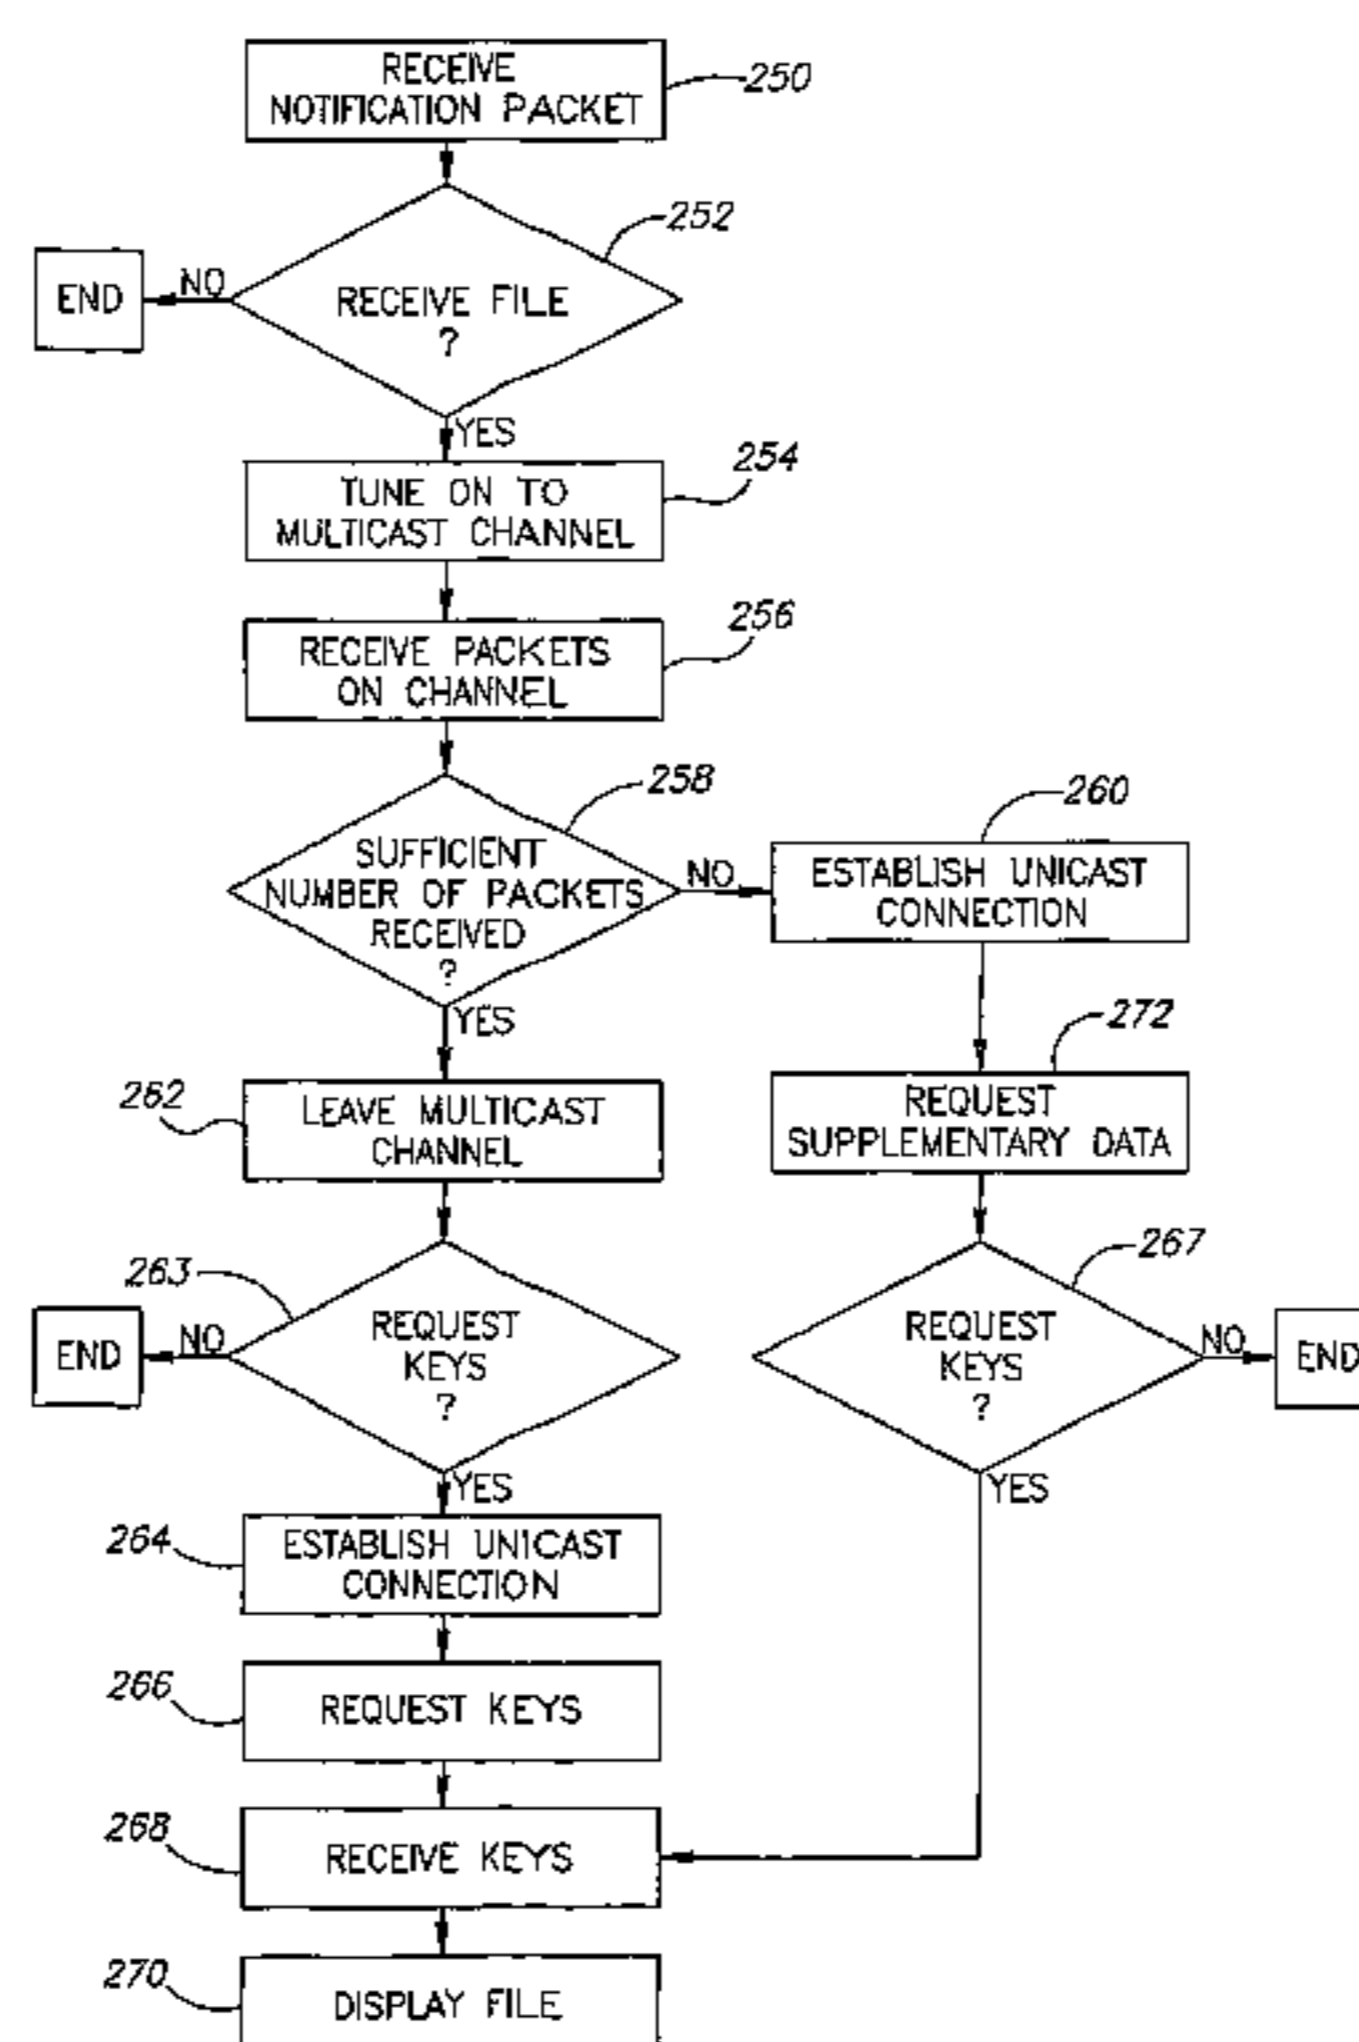 RECEIVE
NOTIFICATION PACKET
250
252
END
NO
RECEIVE FILE
?
YES
254
TUNE ON TO
MULTICAST CHANNEL
256
RECEIVE PACKETS
ON CHANNEL
258
SUFFICIENT
NUMBER OF PACKETS
RECEIVED
?
NO
260
ESTABLISH UNICAST
CONNECTION
YES
272
262
LEAVE MULTICAST
CHANNEL
REQUEST
SUPPLEMENTARY DATA
263
267
END
NO
REQUEST
KEYS
?
REQUEST
KEYS
?
NO
END
YES
YES
264
ESTABLISH UNICAST
CONNECTION
266
REQUEST KEYS
268
RECEIVE KEYS
270
DISPLAY FILE